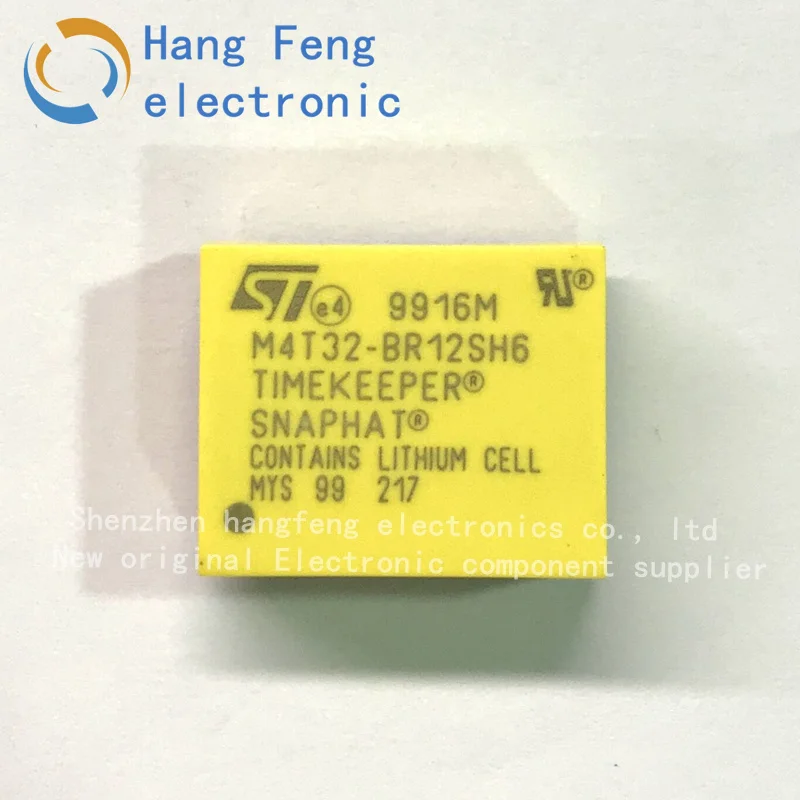 Hang Feng
electronic
ST e4 9916M RU®
M4T32-BR12SH6
TIMEKEEPER®
SNAPHAT®
CONTAINS LITHIUM CELL
MYS 99 217
Shenzhen hangfeng electronics co., ltd
New original Electronic component supplier